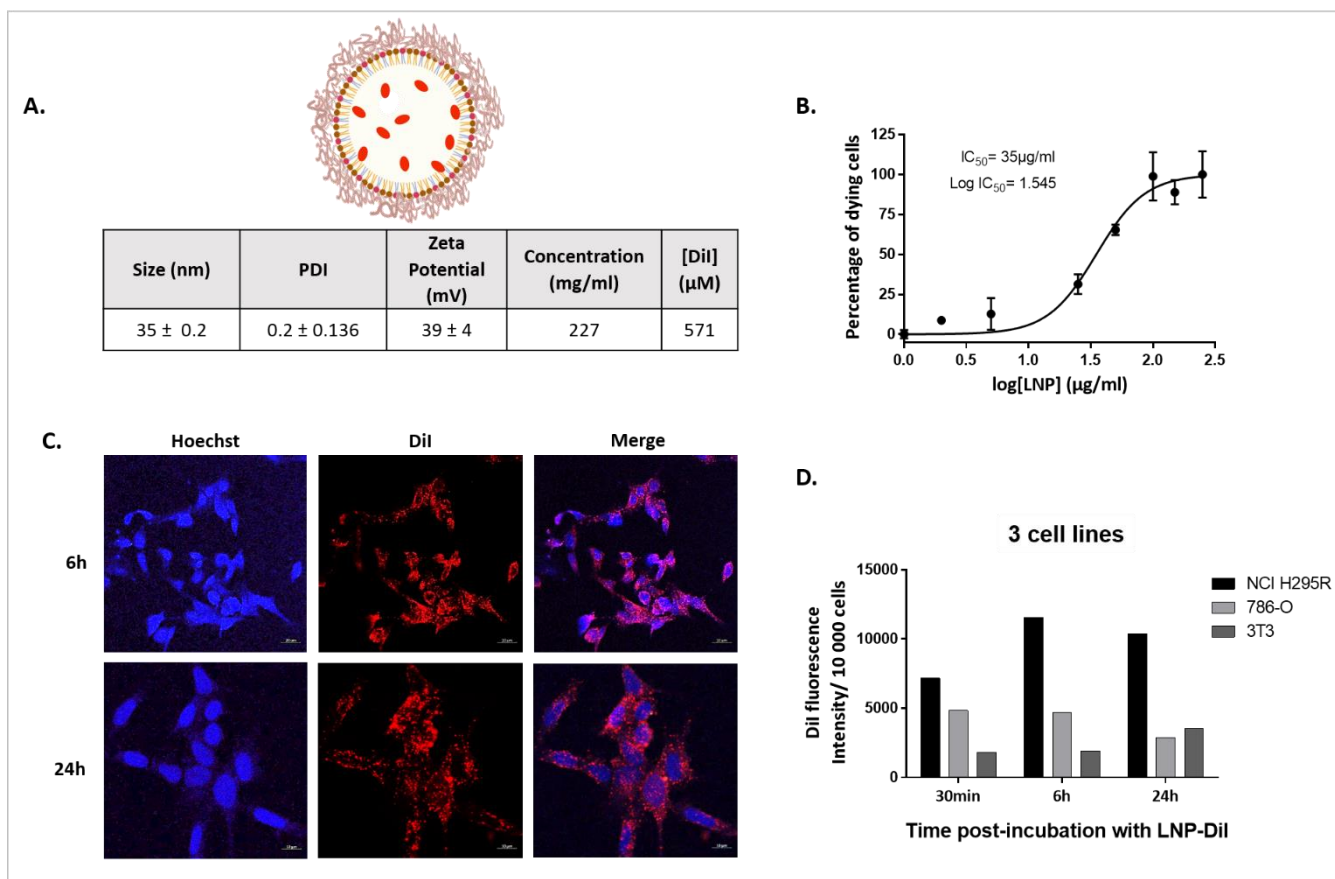 A.
Size (nm)
PDI
Zeta
Potential
(mV)
Concentration
(mg/ml)
[DiI]
(µM)
35 ± 0.2
0.2 ± 0.136
39 ± 4
227
571
B.
Percentage of dying cells
125
100
75
50
25
0
IC50= 35µg/ml
Log IC50= 1.545
0.0 0.5 1.0 1.5 2.0 2.5
log[LNP] (µg/ml)
C.
Hoechst
DiI
Merge
6h
24h
D.
3 cell lines
DiI fluorescence
Intensity/ 10 000 cells
15000
10000
5000
0
NCI H295R
786-O
3T3
30min 6h 24h
Time post-incubation with LNP-DiI